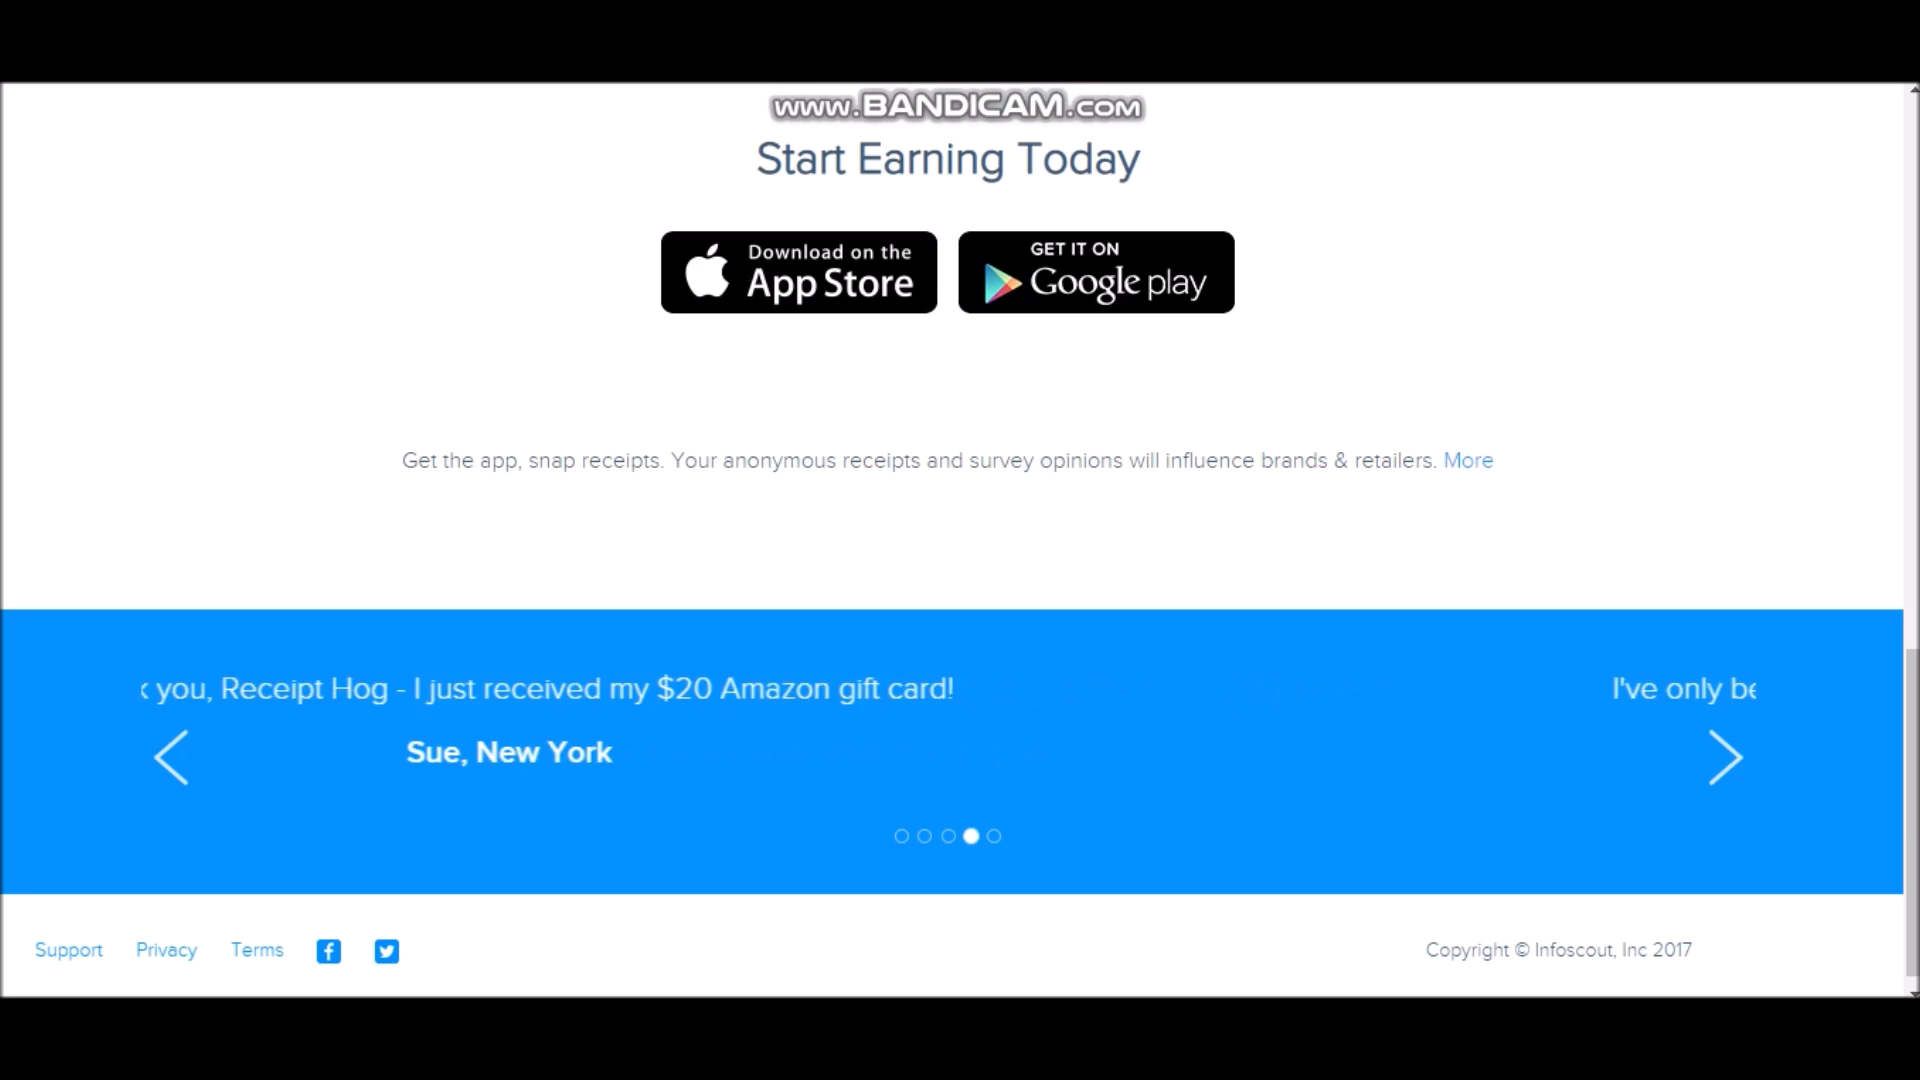 www.BANDICAM.com
Start Earning Today
Download on the
App Store
GET IT ON
Google play
Get the app, snap receipts. Your anonymous receipts and survey opinions will influence brands & retailers. More
you, Receipt Hog - I just received my $20 Amazon gift card!
I've only
Sue, New York
Support Privacy Terms
Copyright © Infoscout, Inc 2017